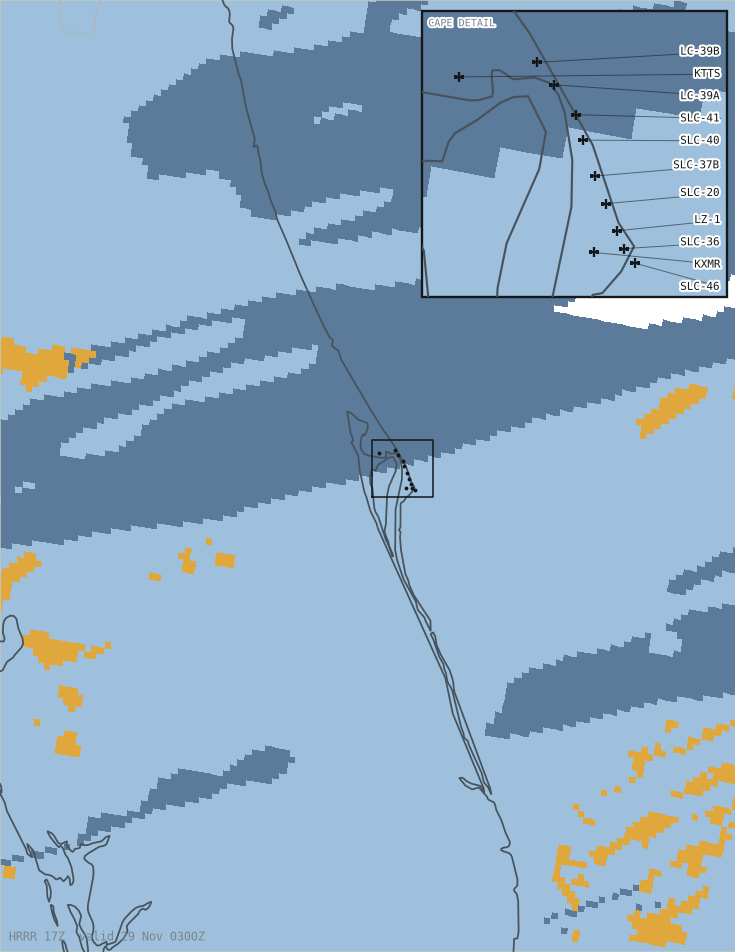 CAPE DETAIL
LC-39B
KTTS
LC-39A
SLC-41
SLC-40
SLC-37B
SLC-20
LZ-1
SLC-36
KXMR
SLC-46
HRRR 17Z valid 29 Nov 0300Z